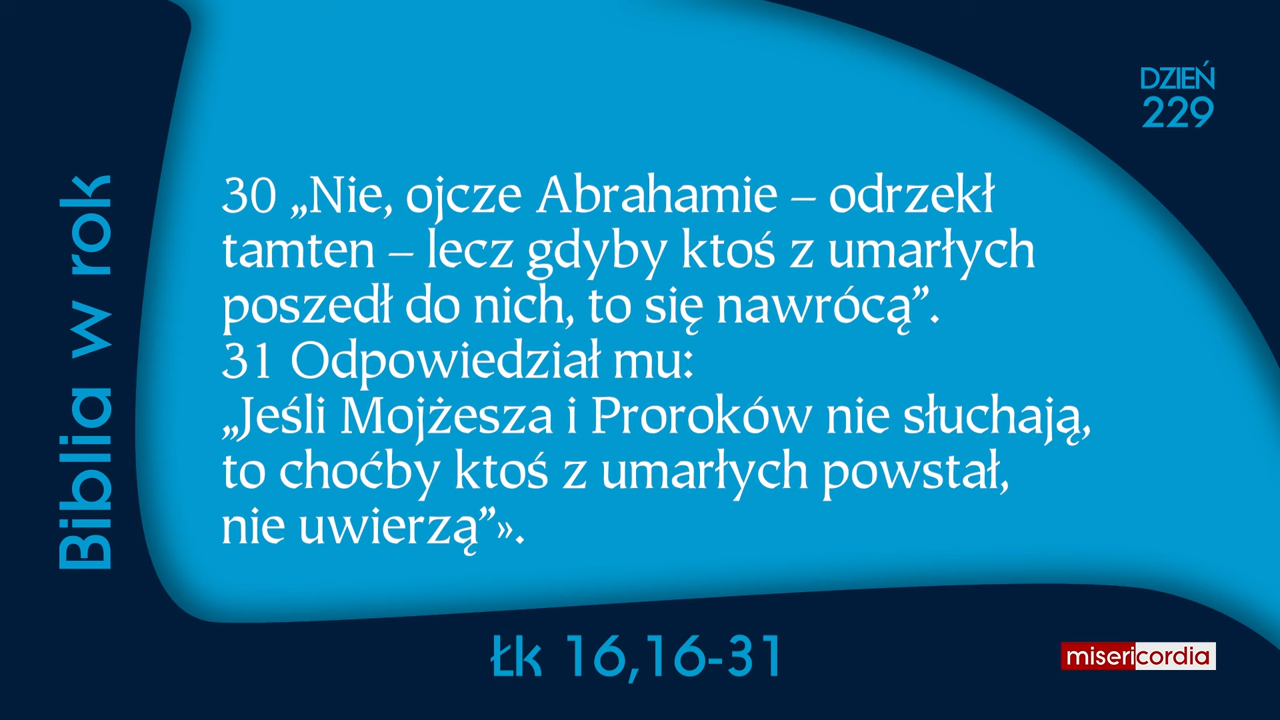 DZIEŃ
229
Biblia w rok
30 „Nie, ojcze Abrahamie – odrzekł
tamten – lecz gdyby ktoś z umarłych
poszedł do nich, to się nawrócą”.
31 Odpowiedział mu:
„Jeśli Mojżesza i Proroków nie słuchają,
to choćby ktoś z umarłych powstał,
nie uwierzą”».
Łk 16,16-31
misericordia